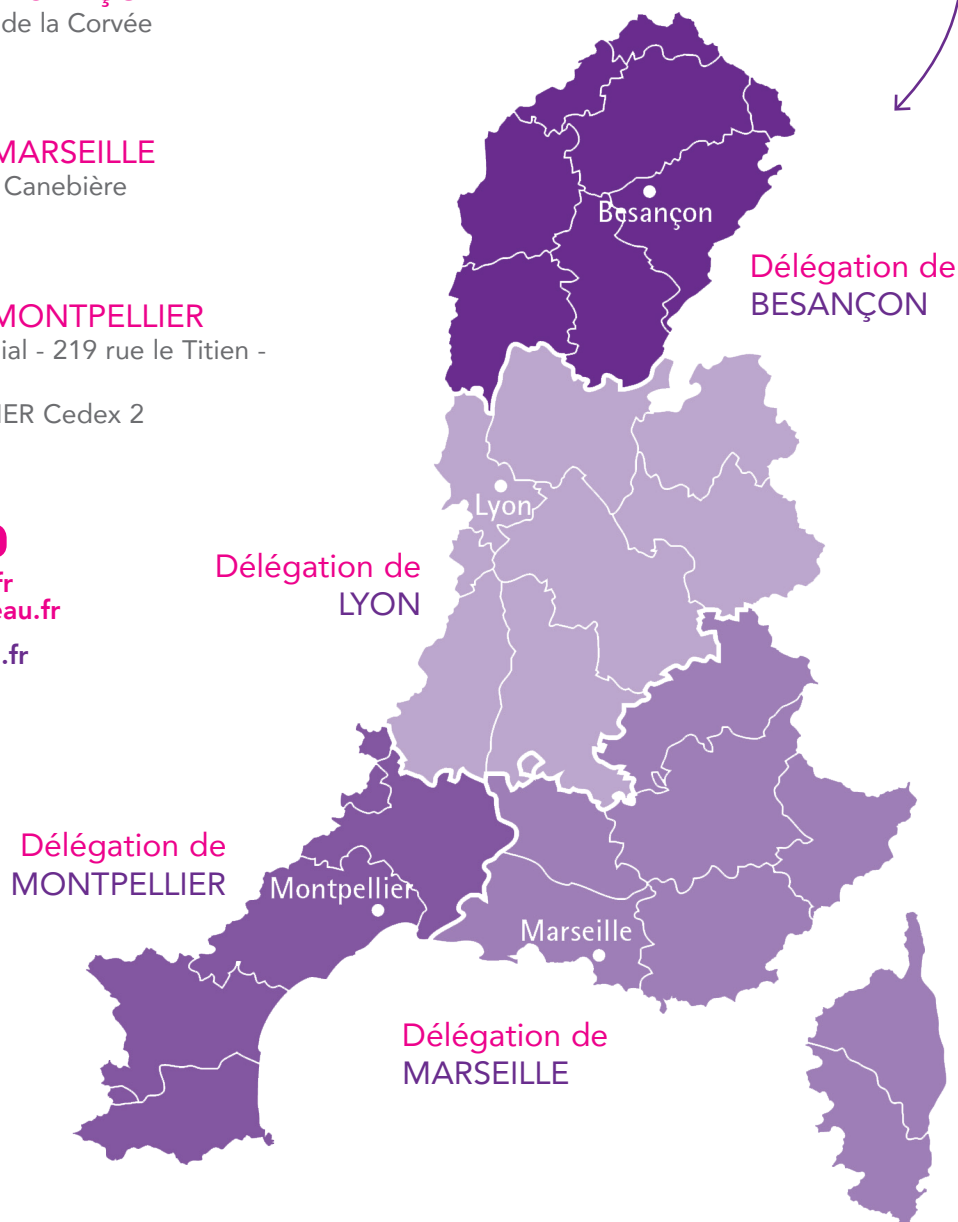 de la Corvée
MARSEILLE
Canebière
MONTPELLIER
ial - 219 rue le Titien -
IER Cedex 2
fr
eau.fr
.fr
Besançon
Délégation de
BESANÇON
Lyon
Délégation de
LYON
Délégation de
MONTPELLIER
Montpellier
Marseille
Délégation de
MARSEILLE